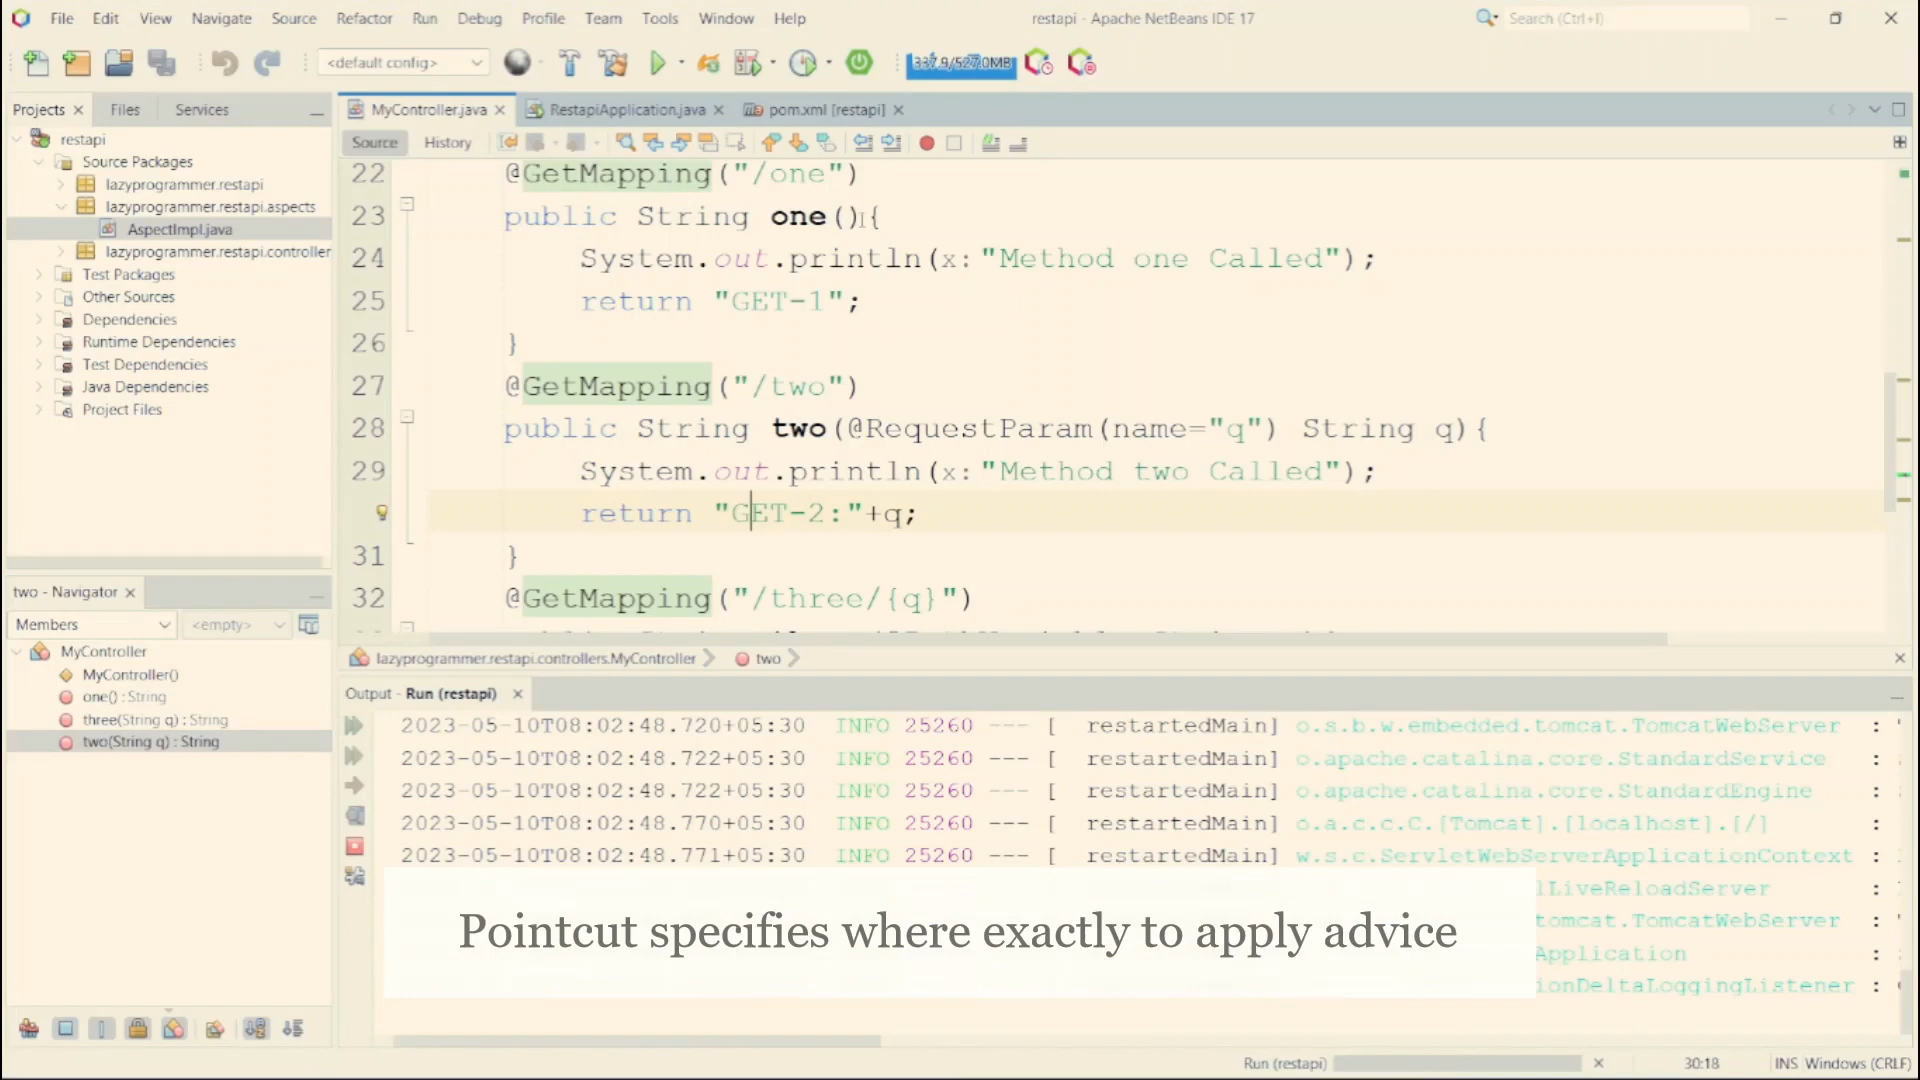 File Edit View Navigate Source Refactor Run Debug Profile Team Tools Window Help
restapi - Apache NetBeans IDE 17
Search (Ctrl+I)
<default config>
337.9/527.0MB
Projects Files Services
MyController.java RestapiApplication.java pom.xml [restapi]
Source History
restapi
Source Packages
lazyprogrammer.restapi
lazyprogrammer.restapi.aspects
AspectImpl.java
lazyprogrammer.restapi.controller
Test Packages
Other Sources
Dependencies
Runtime Dependencies
Test Dependencies
Java Dependencies
Project Files
22 @GetMapping("/one")
23 public String one(){
24 System.out.println(x:"Method one Called");
25 return "GET-1";
26 }
27 @GetMapping("/two")
28 public String two(@RequestParam(name="q") String q){
29 System.out.println(x:"Method two Called");
return "GET-2:"+q;
31 }
32 @GetMapping("/three/{q}")
lazyprogrammer.restapi.controllers.MyController two
two - Navigator
Members <empty>
MyController
MyController()
one() : String
three(String q) : String
two(String q) : String
Output - Run (restapi)
2023-05-10T08:02:48.720+05:30 INFO 25260 --- [ restartedMain] o.s.b.w.embedded.tomcat.TomcatWebServer :
2023-05-10T08:02:48.722+05:30 INFO 25260 --- [ restartedMain] o.apache.catalina.core.StandardService :
2023-05-10T08:02:48.722+05:30 INFO 25260 --- [ restartedMain] o.apache.catalina.core.StandardEngine :
2023-05-10T08:02:48.770+05:30 INFO 25260 --- [ restartedMain] o.a.c.c.C.[Tomcat].[localhost].[/] :
2023-05-10T08:02:48.771+05:30 INFO 25260 --- [ restartedMain] w.s.c.ServletWebServerApplicationContext :
lLiveReloadServer :
tomcat.TomcatWebServer :
Application :
ionDeltaLoggingListener :
Pointcut specifies where exactly to apply advice
Run (restapi) 30:18 INS Windows (CRLF)